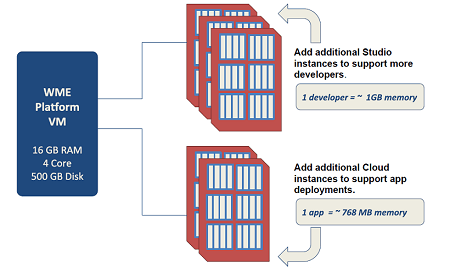 WME
Platform
VM
16 GB RAM
4 Core
500 GB Disk
Add additional Studio
instances to support more
developers.
1 developer = ~ 1GB memory
Add additional Cloud
instances to support app
deployments.
1 app = ~ 768 MB memory